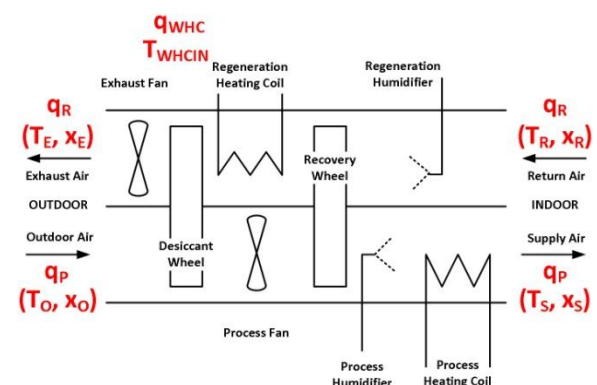 qWHC
TWHCIN
Exhaust Fan
Regeneration
Heating Coil
Regeneration
Humidifier
qR
(TE, xE)
Exhaust Air
qR
(TR, xR)
Return Air
Recovery
Wheel
OUTDOOR
INDOOR
Outdoor Air
Desiccant
Wheel
Supply Air
qP
(TO, xO)
qP
(TS, xS)
Process Fan
Process
Humidifier
Process
Heating Coil